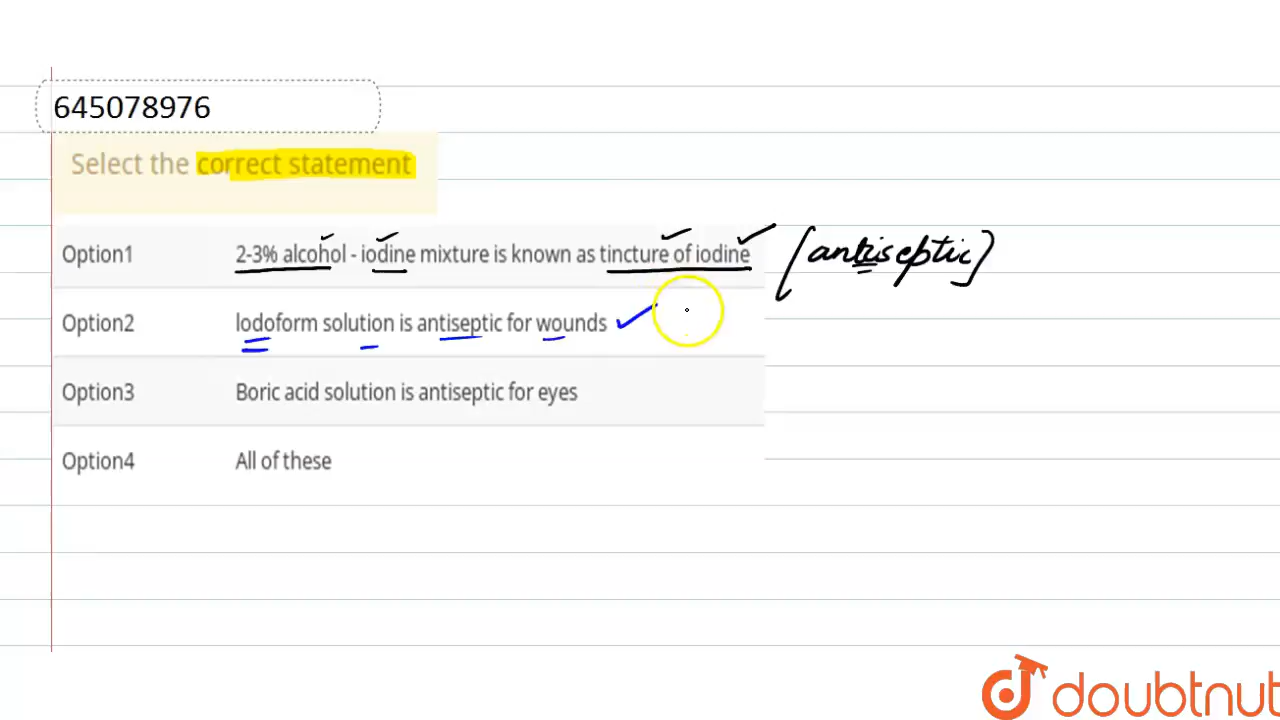 645078976
Select the correct statement
Option1 2-3% alcohol - iodine mixture is known as tincture of iodine [antiseptic]
Option2 Iodoform solution is antiseptic for wounds
Option3 Boric acid solution is antiseptic for eyes
Option4 All of these
doubtnut